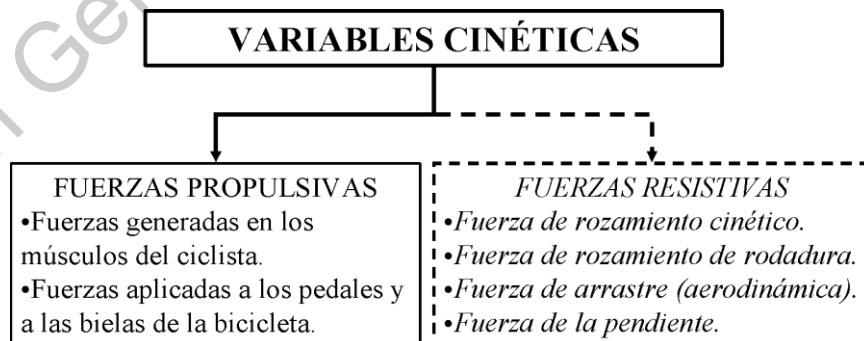 VARIABLES CINÉTICAS
FUERZAS PROPULSIVAS
•Fuerzas generadas en los
músculos del ciclista.
•Fuerzas aplicadas a los pedales y
a las bielas de la bicicleta.
FUERZAS RESISTIVAS
•Fuerza de rozamiento cinético.
•Fuerza de rozamiento de rodadura.
•Fuerza de arrastre (aerodinámica).
•Fuerza de la pendiente.